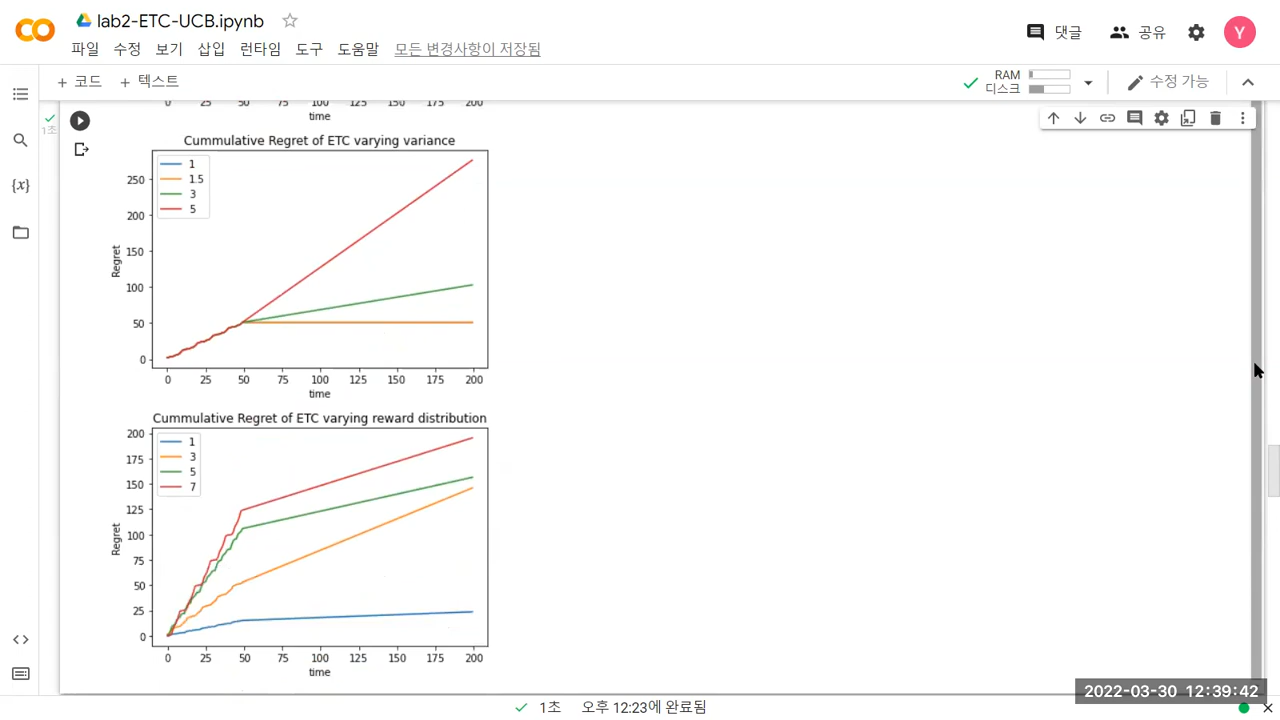 lab2-ETC-UCB.ipynb
파일 수정 보기 삽입 런타임 도구 도움말 모든 변경사항이 저장됨
댓글 공유 Y
+ 코드 + 텍스트
RAM
디스크
수정 가능
1초
0 25 50 75 100 125 150 175 200
time
Cummulative Regret of ETC varying variance
1
1.5
3
5
250
200
150
100
50
0
Regret
0 25 50 75 100 125 150 175 200
time
Cummulative Regret of ETC varying reward distribution
1
3
5
7
200
175
150
125
100
75
50
25
0
Regret
0 25 50 75 100 125 150 175 200
time
2022-03-30 12:39:42
1초 오후 12:23에 완료됨